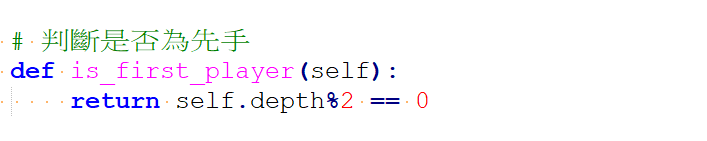 # 判斷是否為先手
def is_first_player(self):
    return self.depth%2 == 0